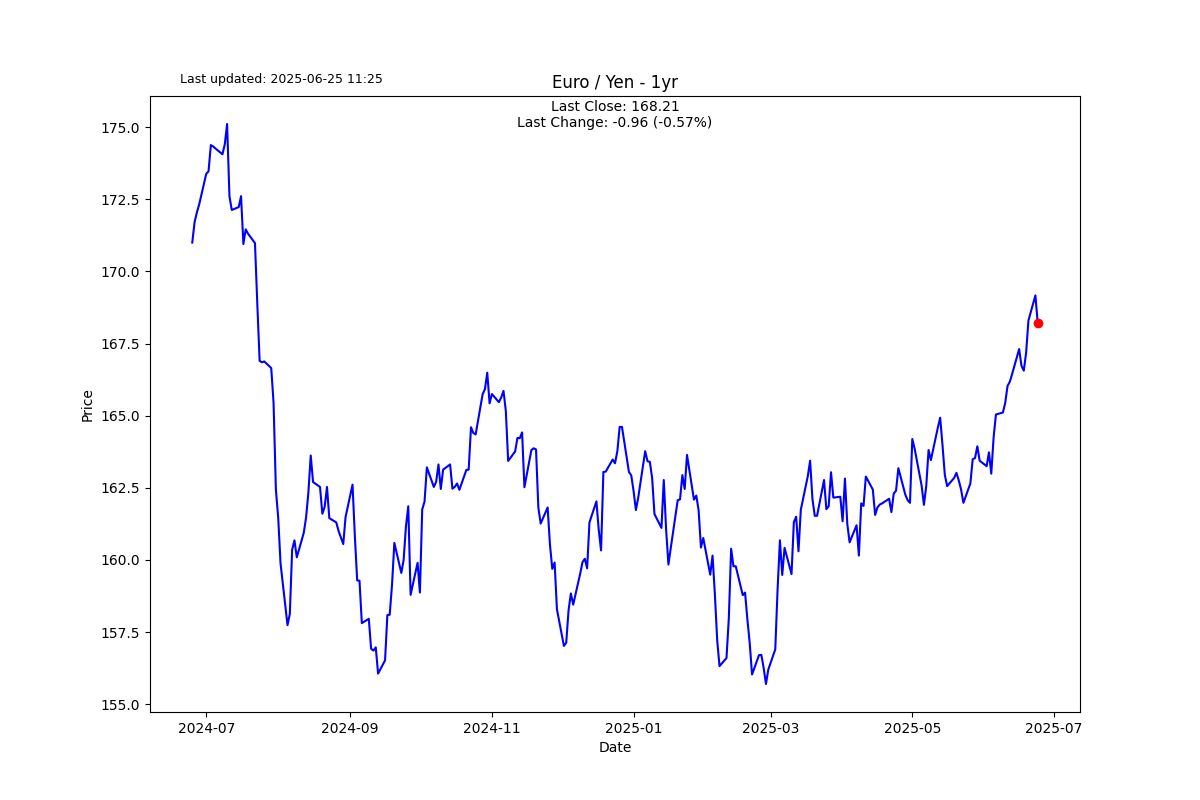 Last updated: 2025-06-25 11:25
Euro / Yen - 1yr
Last Close: 168.21
Last Change: -0.96 (-0.57%)
175.0
172.5
170.0
167.5
165.0
162.5
160.0
157.5
155.0
Price
2024-07 2024-09 2024-11 2025-01 2025-03 2025-05 2025-07
Date